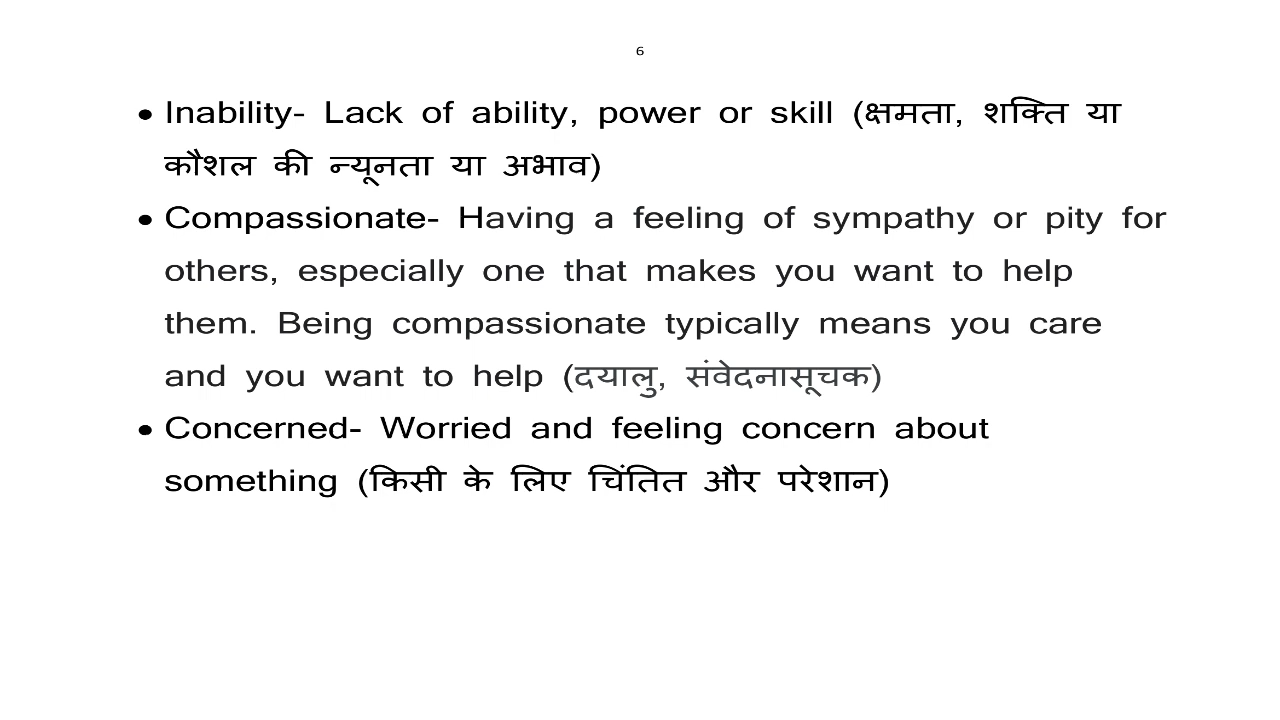 6
• Inability- Lack of ability, power or skill (क्षमता, शक्ति या
कौशल की न्यूनता या अभाव)
• Compassionate- Having a feeling of sympathy or pity for
others, especially one that makes you want to help
them. Being compassionate typically means you care
and you want to help (दयालु, संवेदनासूचक)
• Concerned- Worried and feeling concern about
something (किसी के लिए चिंतित और परेशान)